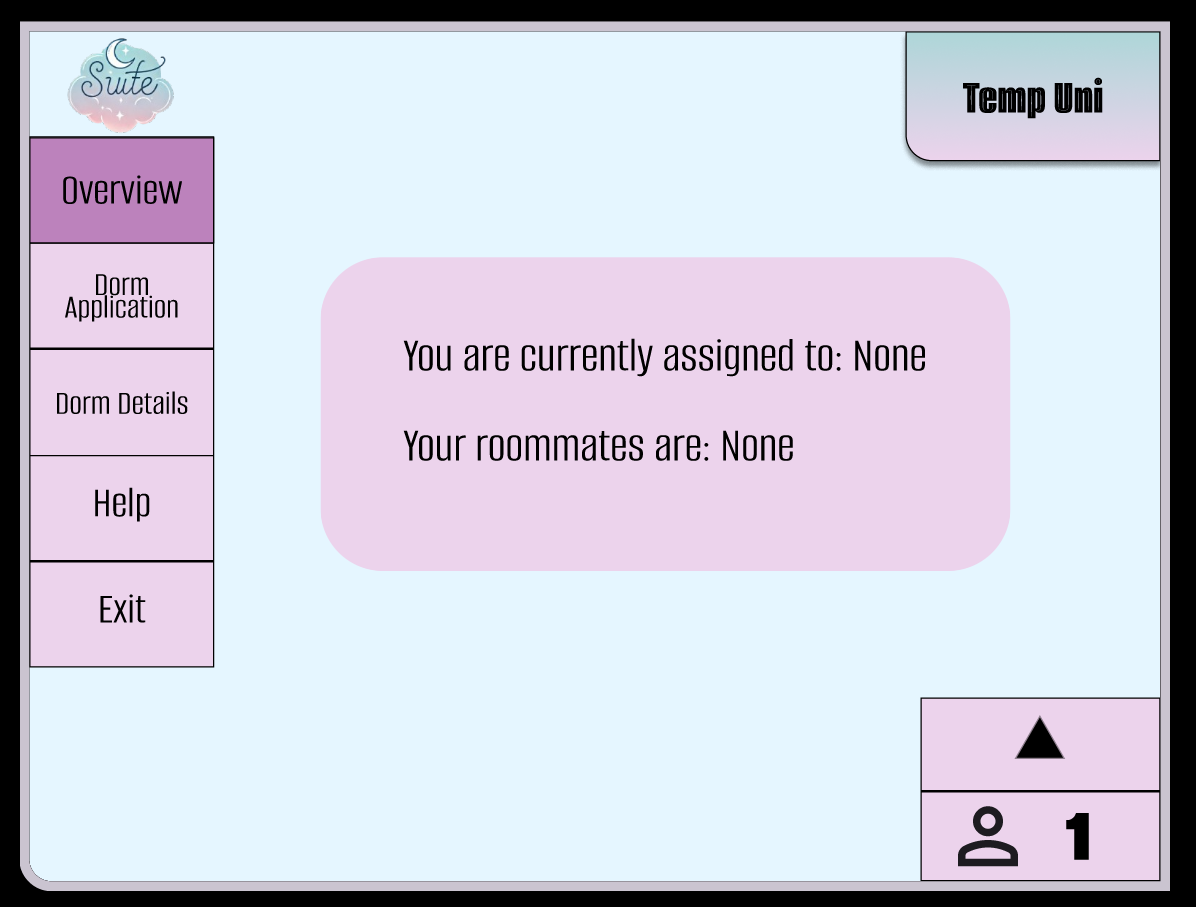 Suite
Temp Uni
Overview
Dorm
Application
Dorm Details
Help
Exit
You are currently assigned to: None
Your roommates are: None
1